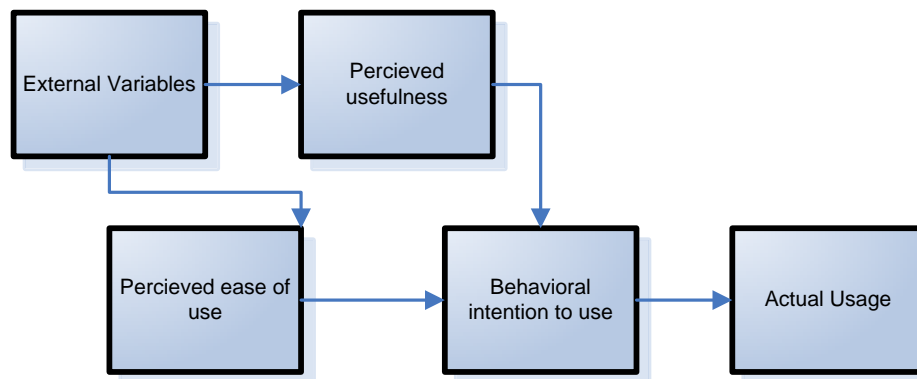 External Variables
Percieved
usefulness
Percieved ease of
use
Behavioral
intention to use
Actual Usage